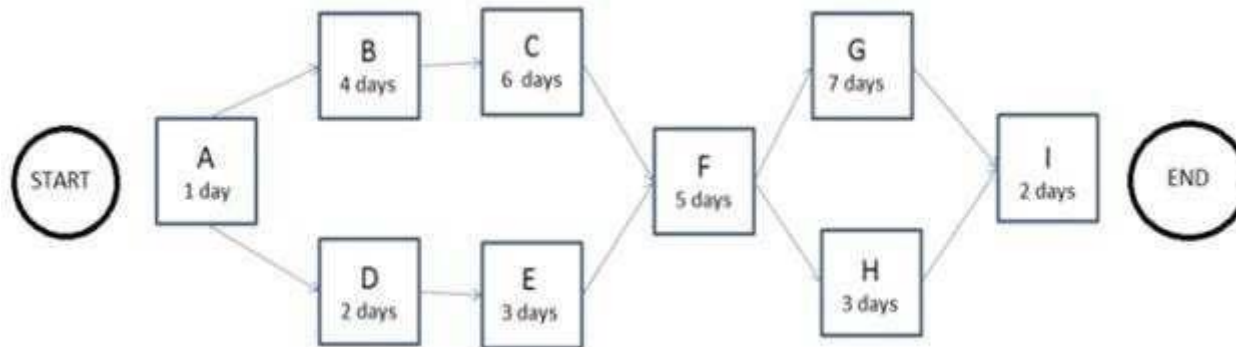 START
A
1 day
B
4 days
C
6 days
D
2 days
E
3 days
F
5 days
G
7 days
H
3 days
I
2 days
END